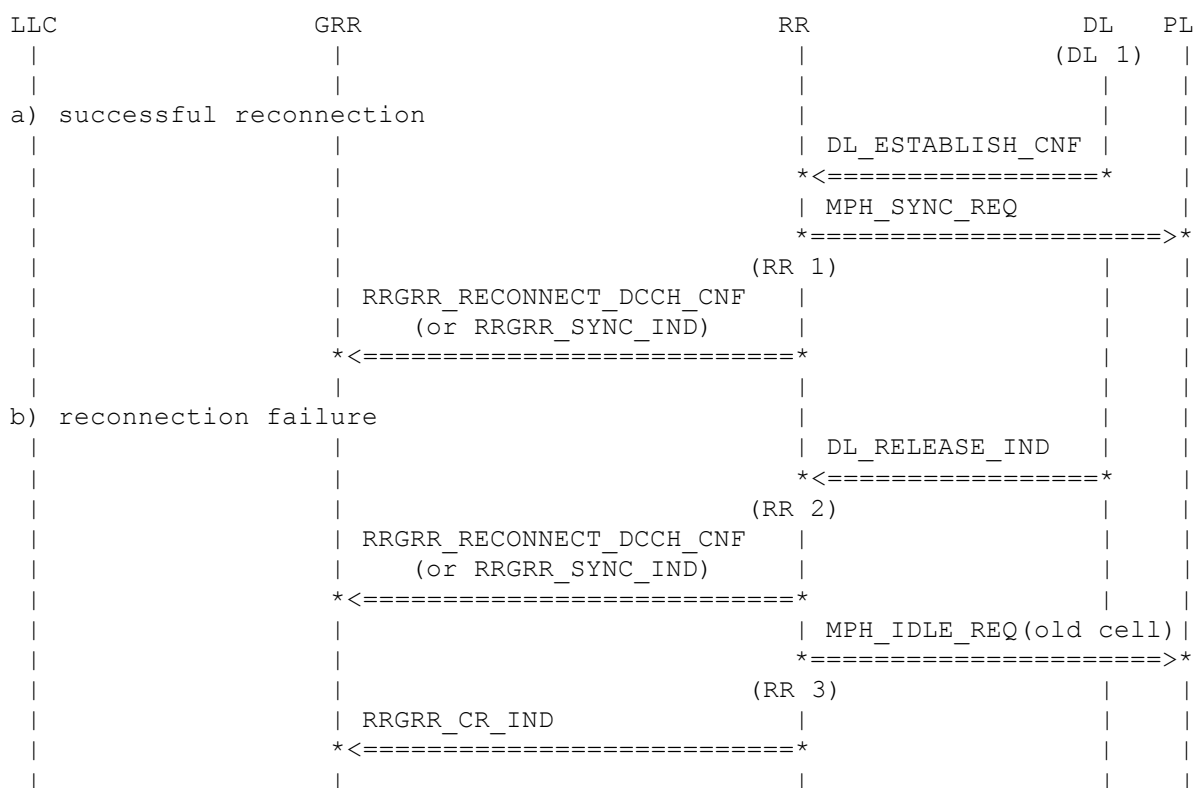 LLC GRR RR DL PL
(DL 1)
a) successful reconnection
DL_ESTABLISH_CNF
MPH_SYNC_REQ
(RR 1)
RRGRR_RECONNECT_DCCH_CNF
(or RRGRR_SYNC_IND)
b) reconnection failure
DL_RELEASE_IND
(RR 2)
RRGRR_RECONNECT_DCCH_CNF
(or RRGRR_SYNC_IND)
MPH_IDLE_REQ(old cell)
(RR 3)
RRGRR_CR_IND